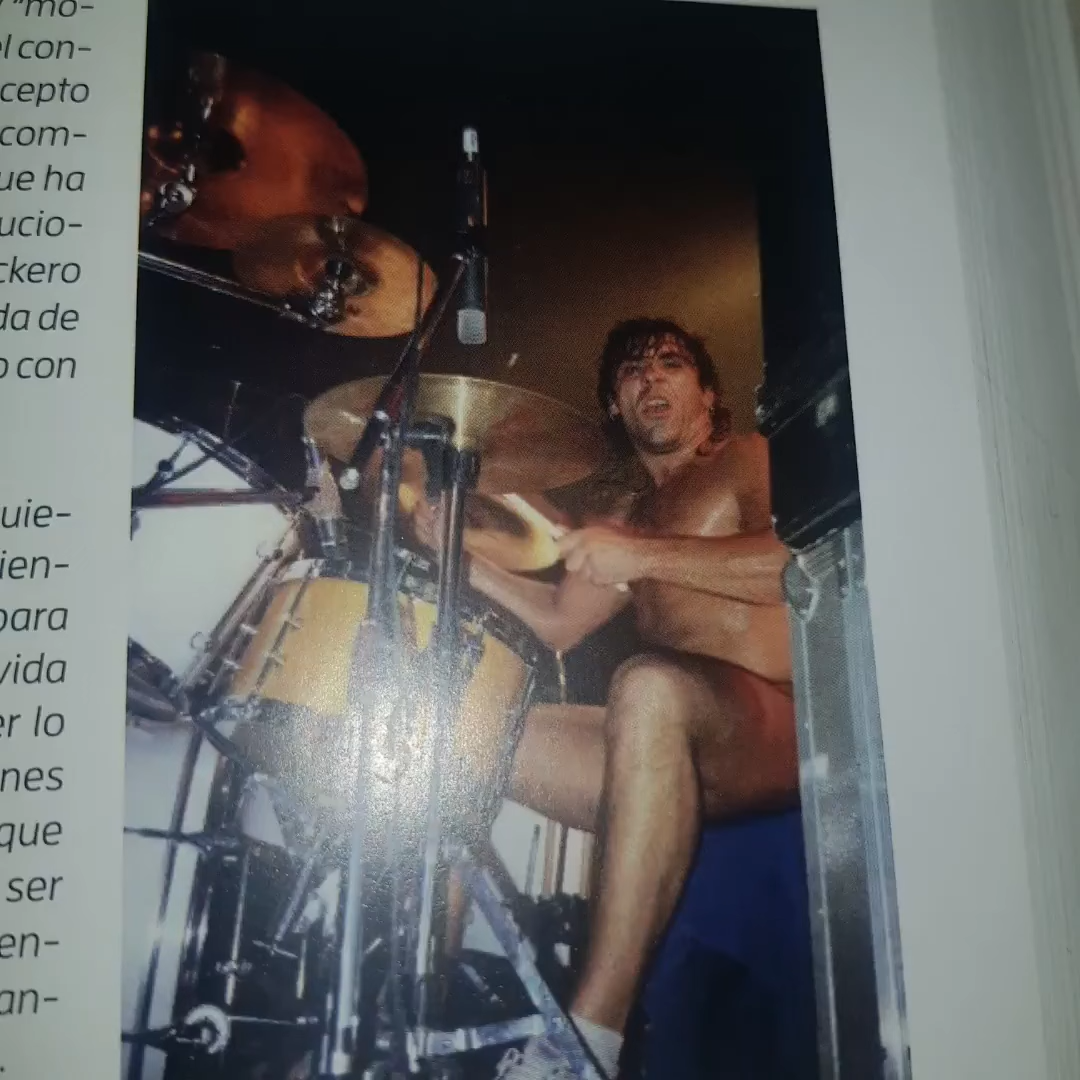 "mo-
el con-
cepto
com-
ue ha
ucio-
ckero
da de
o con
uie-
ien-
para
vida
er lo
nes
que
ser
en-
an-